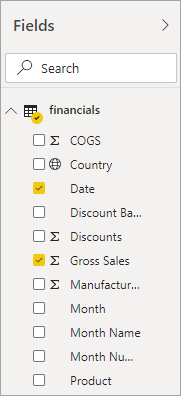 Fields
Search
financials
Σ COGS
Country
Date
Discount Ba...
Σ Discounts
Σ Gross Sales
Σ Manufactur...
Month
Month Name
Month Nu...
Product